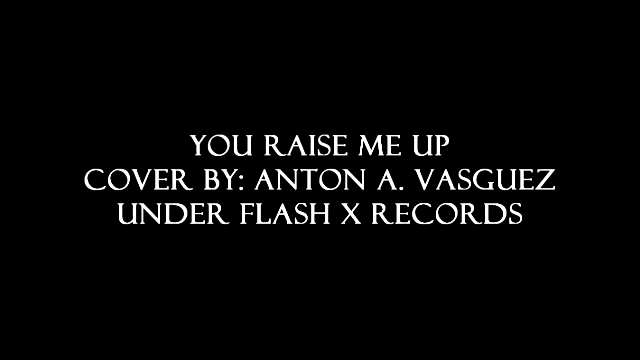 YOU RAISE ME UP
COVER BY: ANTON A. VASGUEZ
UNDER FLASH X RECORDS